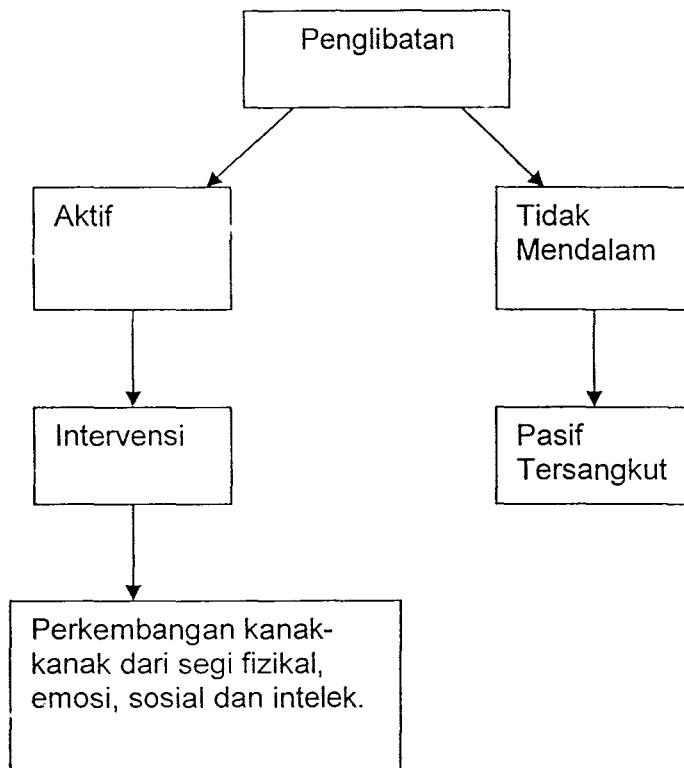 Penglibatan
Aktif
Tidak
Mendalam
Intervensi
Pasif
Tersangkut
Perkembangan kanak-
kanak dari segi fizikal,
emosi, sosial dan intelek.